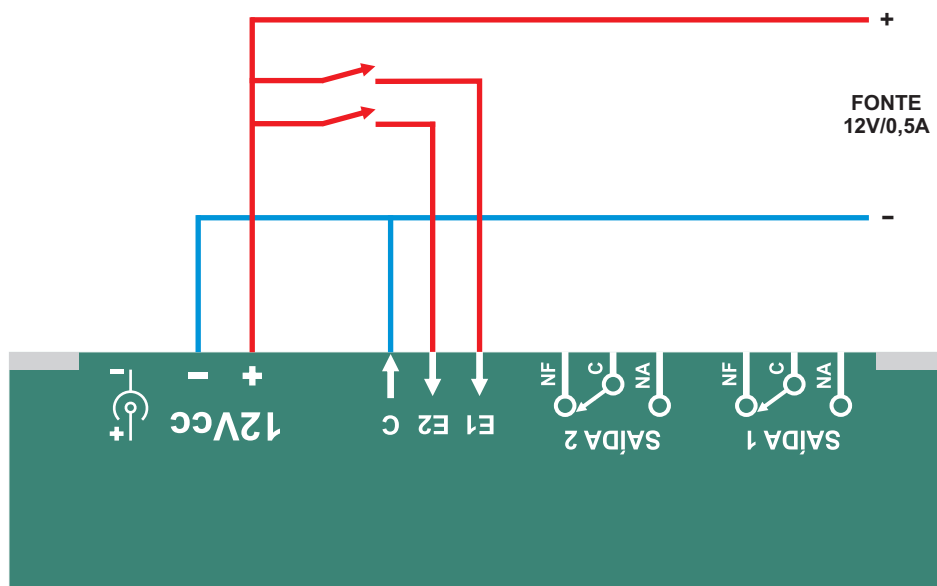 +
FONTE
12V/0,5A
-
- +
- +
12Vcc
C E2 E1
NF C NA
SAÍDA 2
NF C NA
SAÍDA 1